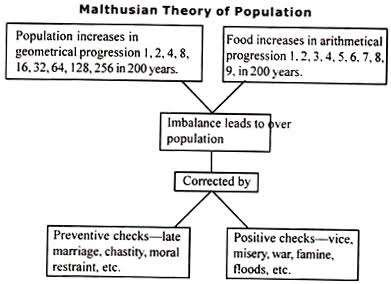 Malthusian Theory of Population
Population increases in
geometrical progression 1, 2, 4, 8,
16, 32, 64, 128, 256 in 200 years.
Food increases in arithmetical
progression 1, 2, 3, 4, 5, 6, 7, 8,
9, in 200 years.
Imbalance leads to over
population
Corrected by
Preventive checks—late
marriage, chastity, moral
restraint, etc.
Positive checks—vice,
misery, war, famine,
floods, etc.